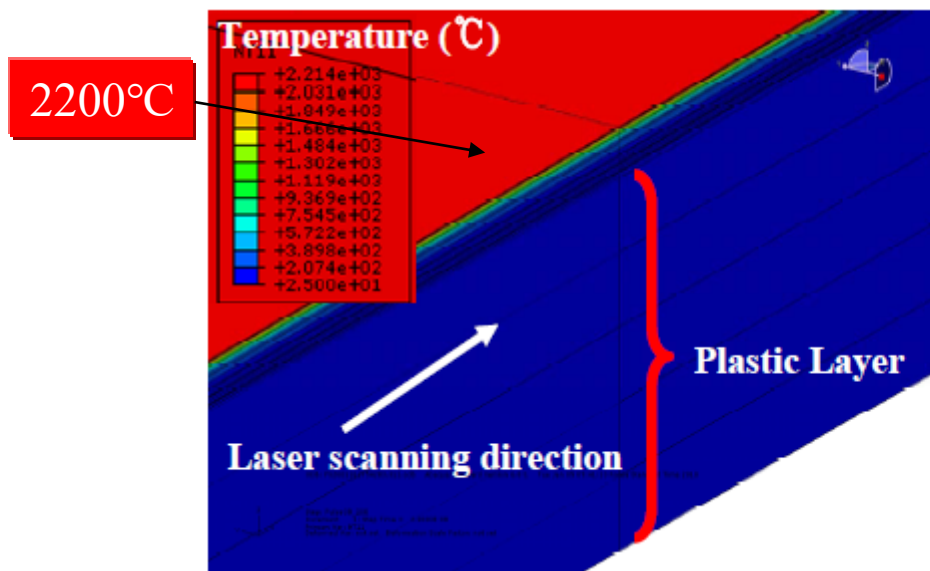 Temperature (℃)
NT11
2200℃
+2.214e+03
+2.031e+03
+1.849e+03
+1.666e+03
+1.484e+03
+1.302e+03
+1.119e+03
+9.369e+02
+7.545e+02
+5.722e+02
+3.898e+02
+2.074e+02
+2.500e+01
Plastic Layer
Laser scanning direction